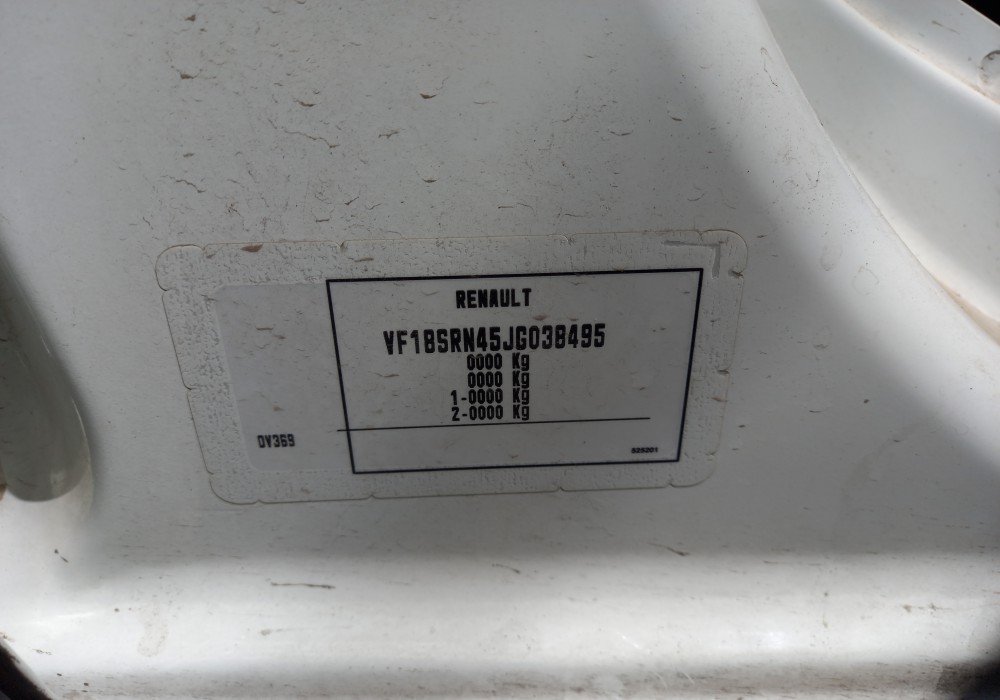 RENAULT
VF18SRN45JG038495
0000 Kg
0000 Kg
1-0000 Kg
2-0000 Kg
DV369
525201